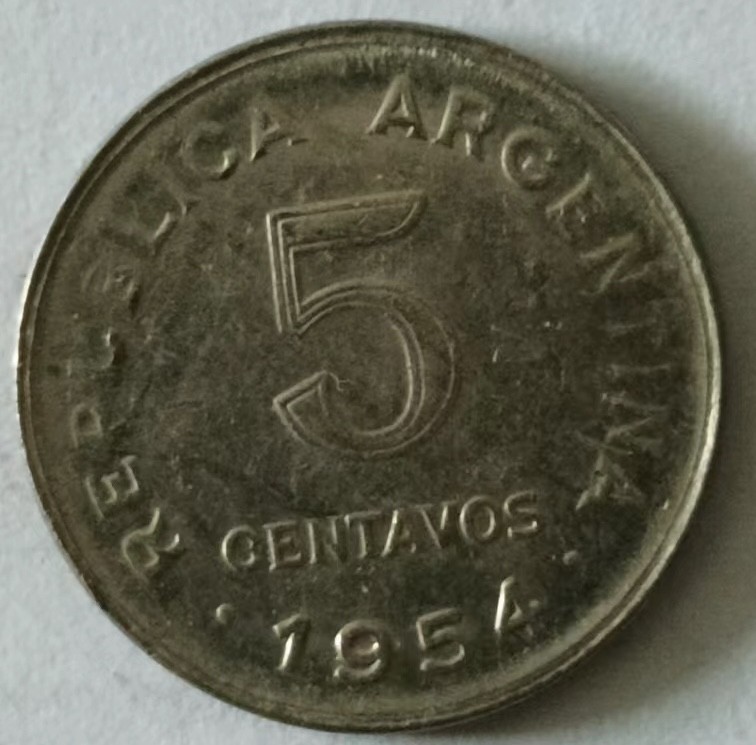 REPUBLICA ARGENTINA
5
CENTAVOS
• 1954 •